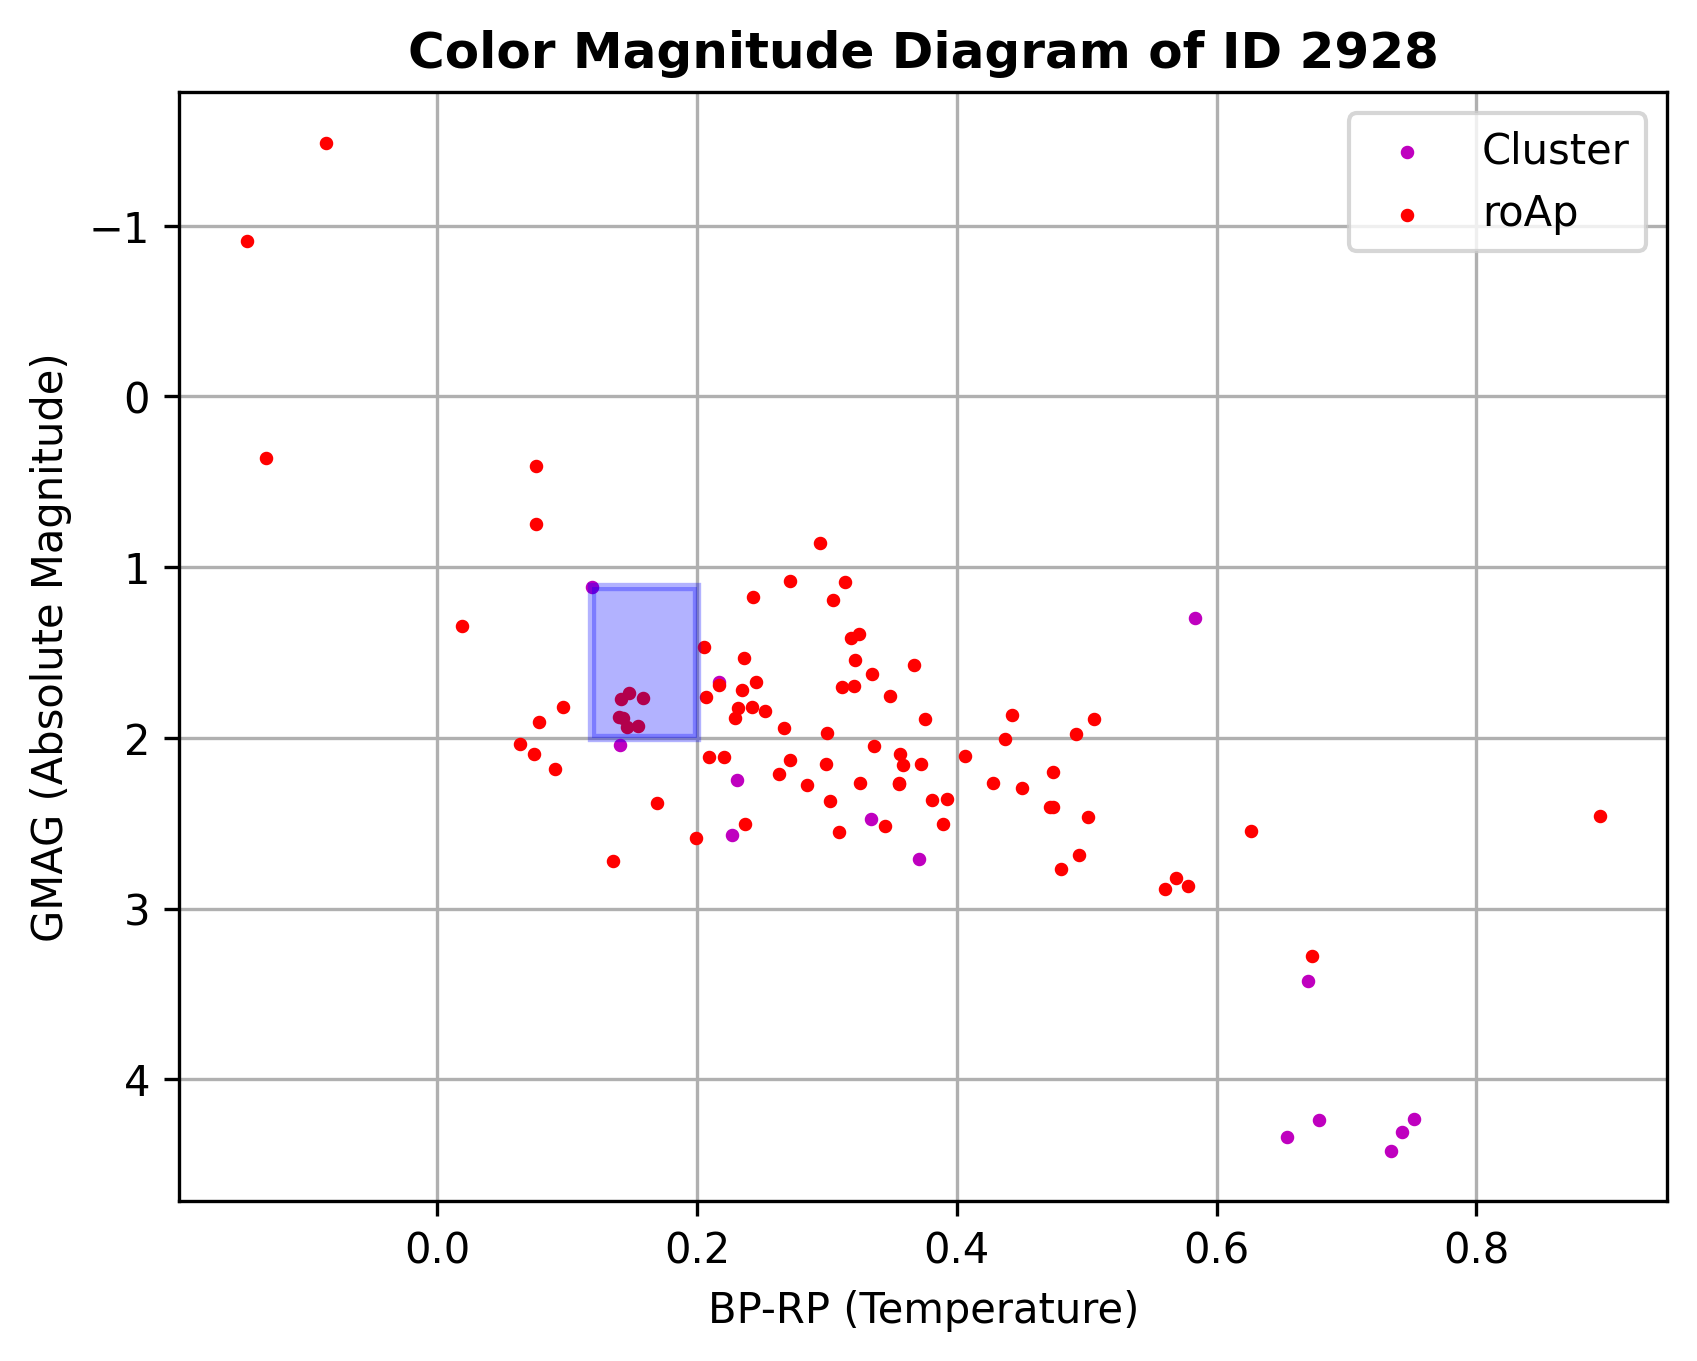 Color Magnitude Diagram of ID 2928
Cluster
roAp
−1
0
1
2
3
4
GMAG (Absolute Magnitude)
0.0 0.2 0.4 0.6 0.8
BP-RP (Temperature)